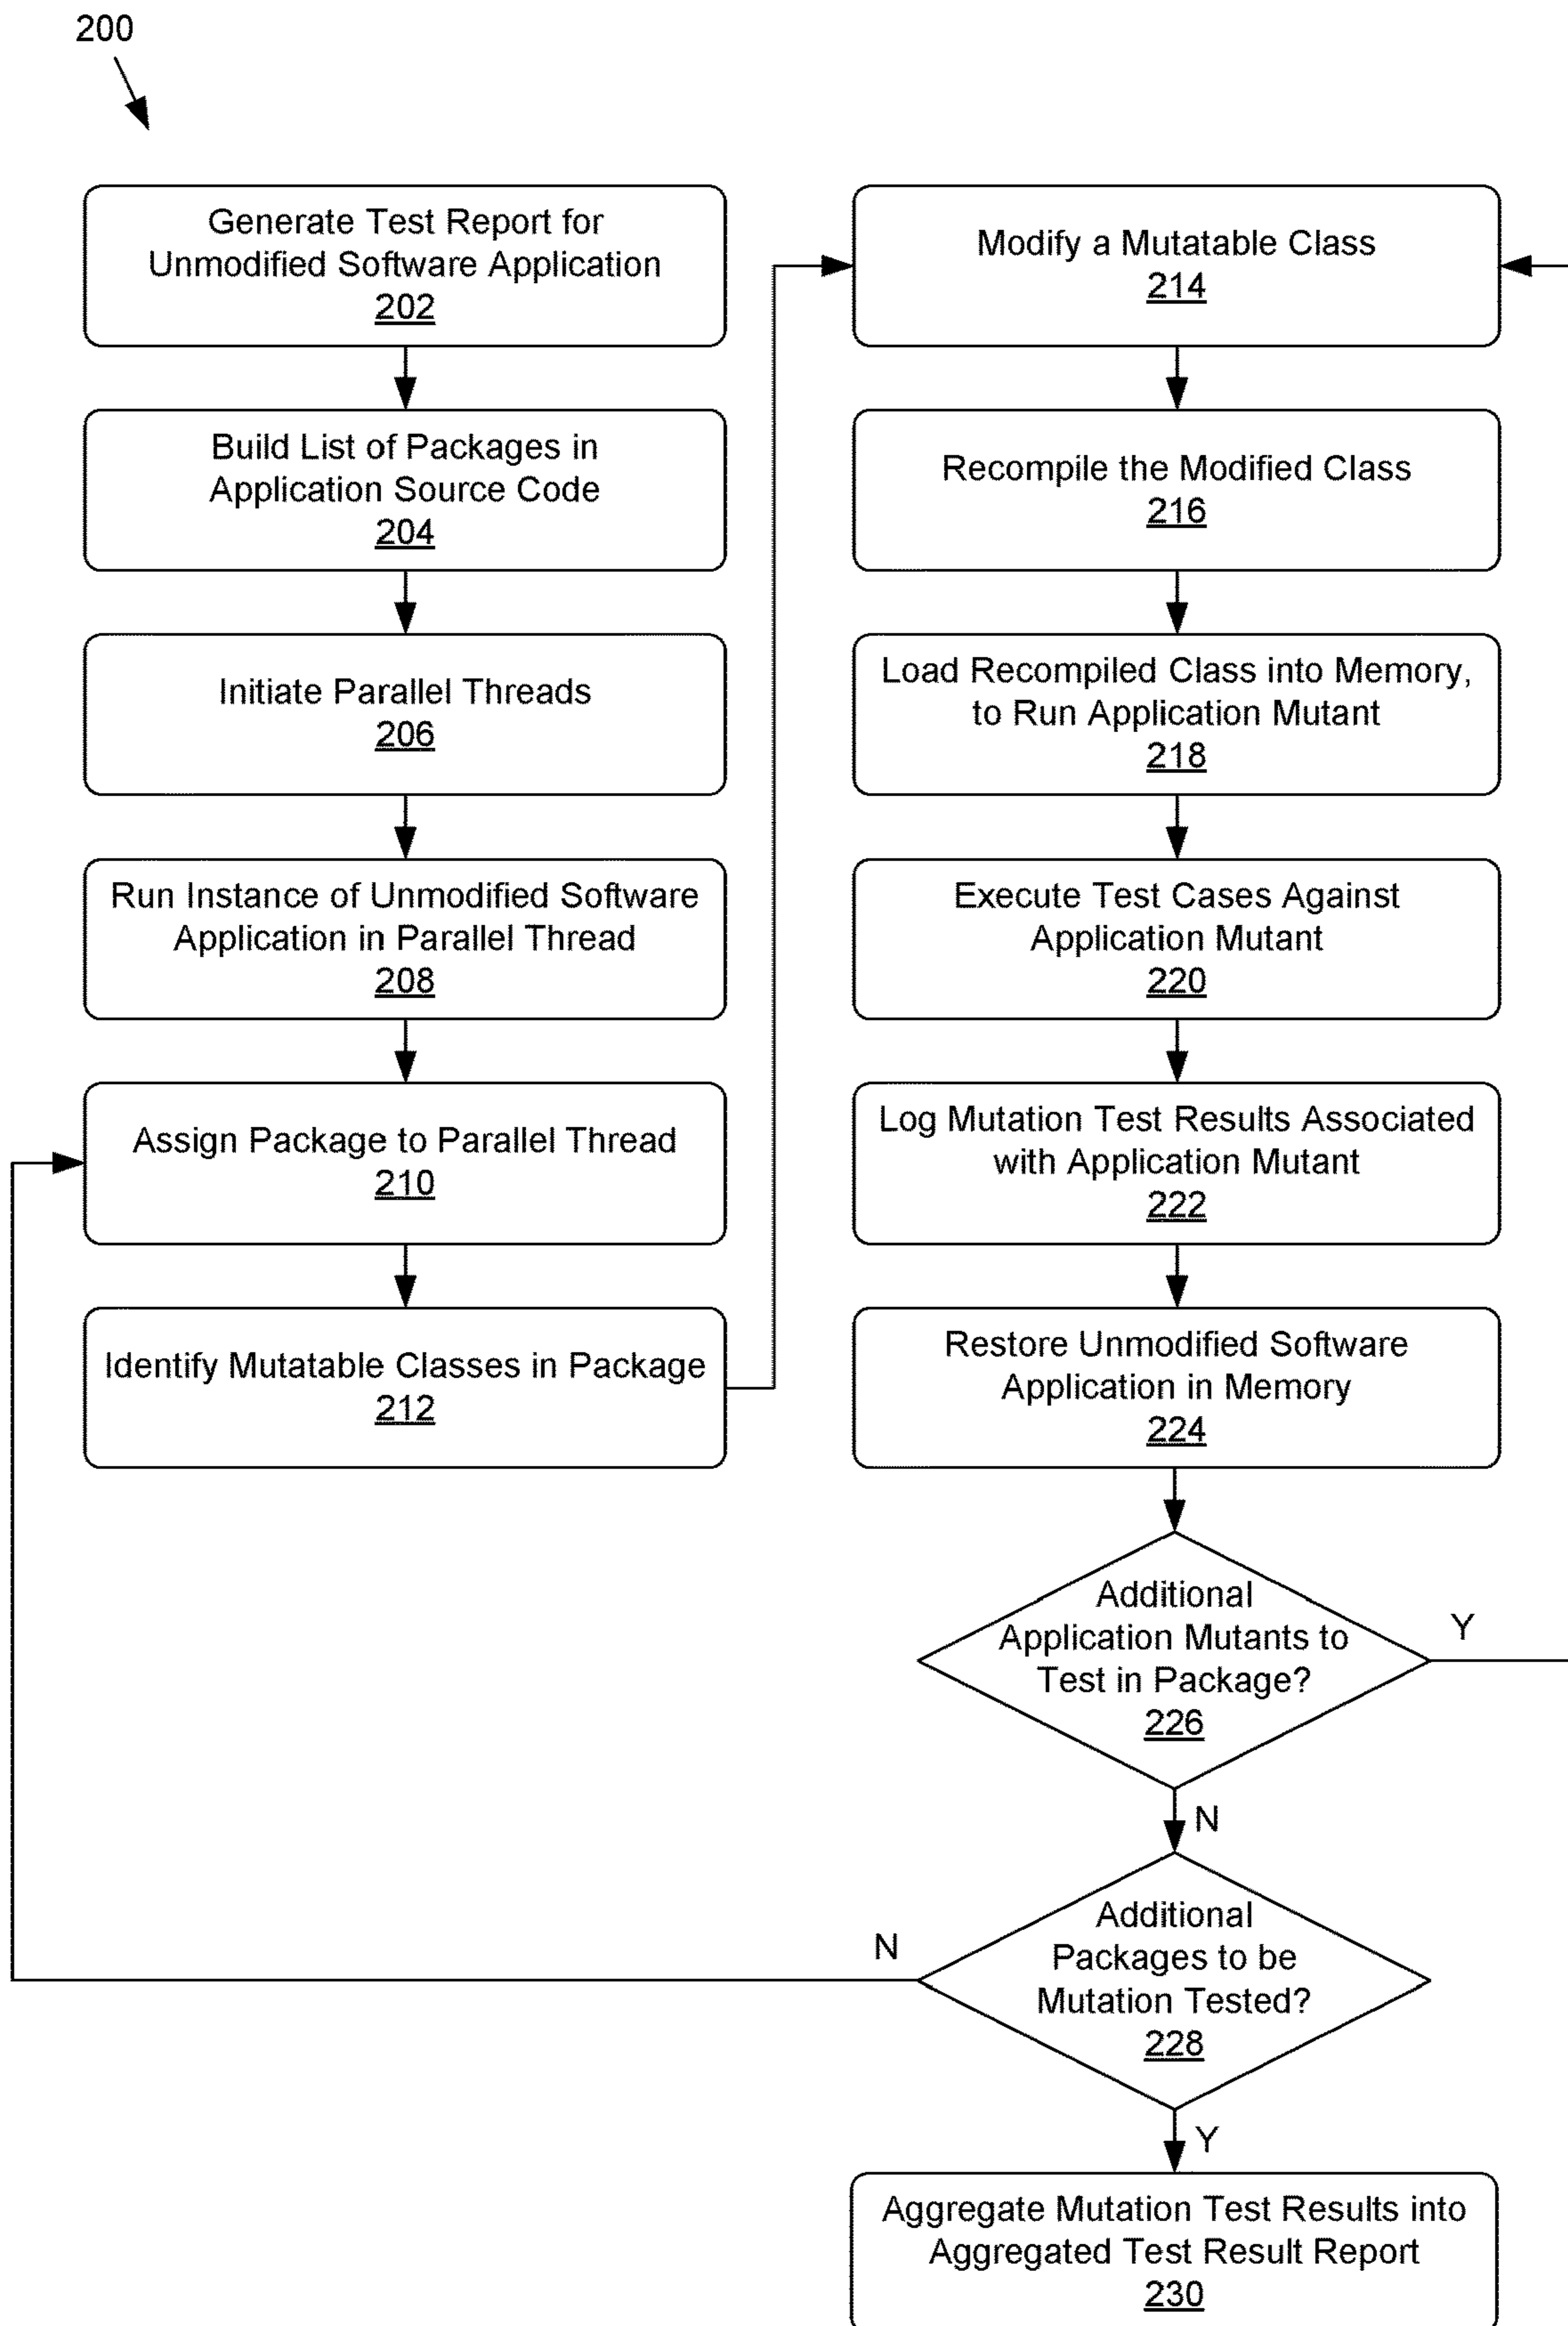 200
Generate Test Report for
Unmodified Software Application
202
Build List of Packages in
Application Source Code
204
Initiate Parallel Threads
206
Run Instance of Unmodified Software
Application in Parallel Thread
208
Assign Package to Parallel Thread
210
Identify Mutatable Classes in Package
212
Modify a Mutatable Class
214
Recompile the Modified Class
216
Load Recompiled Class into Memory,
to Run Application Mutant
218
Execute Test Cases Against
Application Mutant
220
Log Mutation Test Results Associated
with Application Mutant
222
Restore Unmodified Software
Application in Memory
224
Additional
Application Mutants to
Test in Package?
226
Y
N
Additional
Packages to be
Mutation Tested?
228
N
Y
Aggregate Mutation Test Results into
Aggregated Test Result Report
230